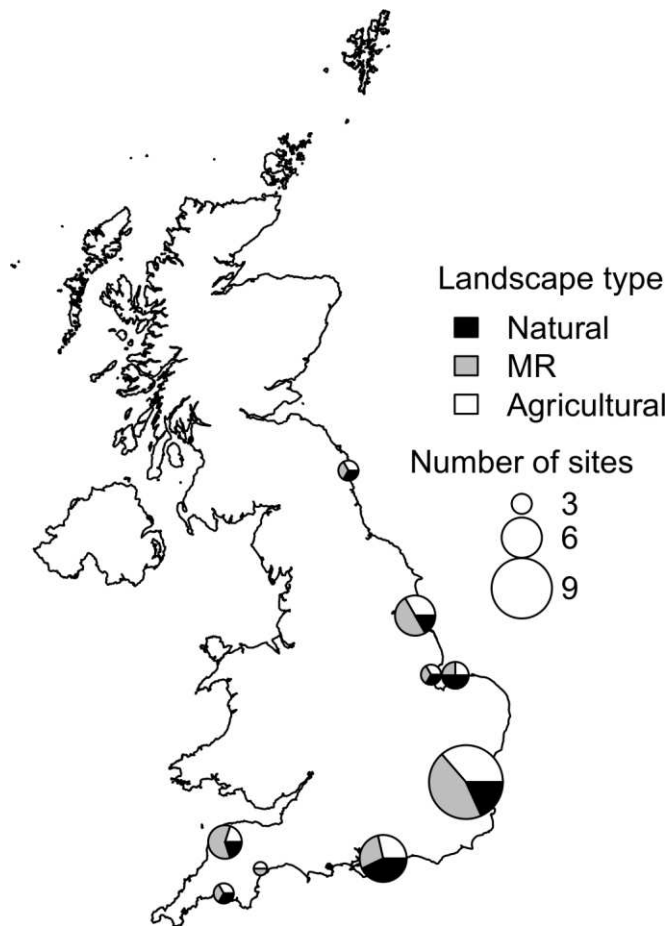 Landscape type
Natural
MR
Agricultural
Number of sites
3
6
9